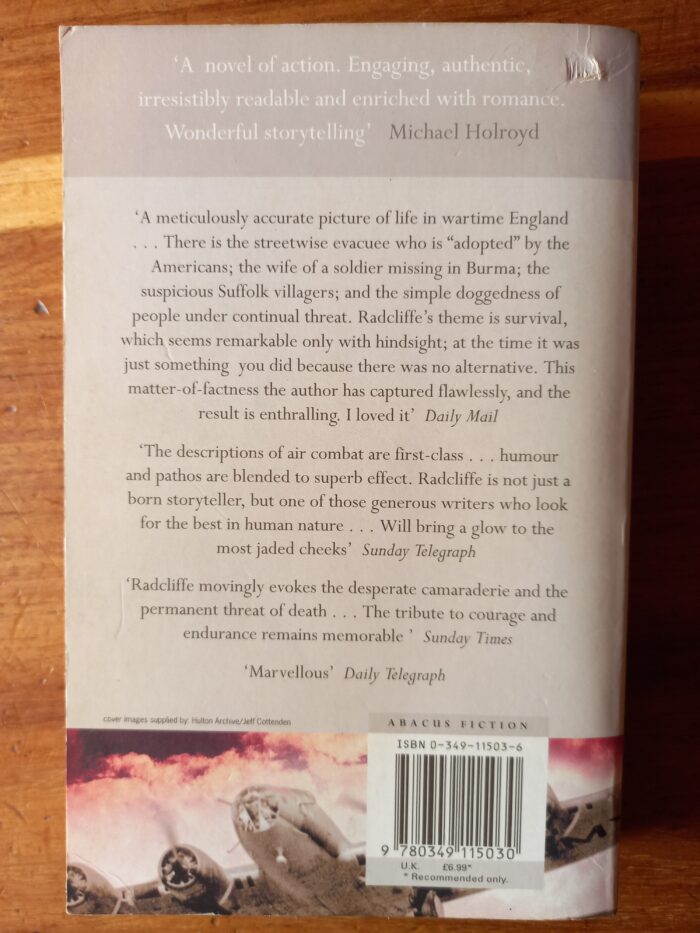 ‘A novel of action. Engaging, authentic,
irresistibly readable and enriched with romance.
Wonderful storytelling’ Michael Holroyd
‘A meticulously accurate picture of life in wartime England
. . . There is the streetwise evacuee who is “adopted” by the
Americans; the wife of a soldier missing in Burma; the
suspicious Suffolk villagers; and the simple doggedness of
people under continual threat. Radcliffe’s theme is survival,
which seems remarkable only with hindsight; at the time it was
just something you did because there was no alternative. This
matter-of-factness the author has captured flawlessly, and the
result is enthralling. I loved it’ Daily Mail
‘The descriptions of air combat are first-class . . . humour
and pathos are blended to superb effect. Radcliffe is not just a
born storyteller, but one of those generous writers who look
for the best in human nature . . . Will bring a glow to the
most jaded cheeks’ Sunday Telegraph
‘Radcliffe movingly evokes the desperate camaraderie and the
permanent threat of death . . . The tribute to courage and
endurance remains memorable ’ Sunday Times
‘Marvellous’ Daily Telegraph
cover images supplied by: Hulton Archive/Jeff Cottenden
ABACUS FICTION
ISBN 0-349-11503-6
9 780349 115030
U.K. £6.99*
* Recommended only.